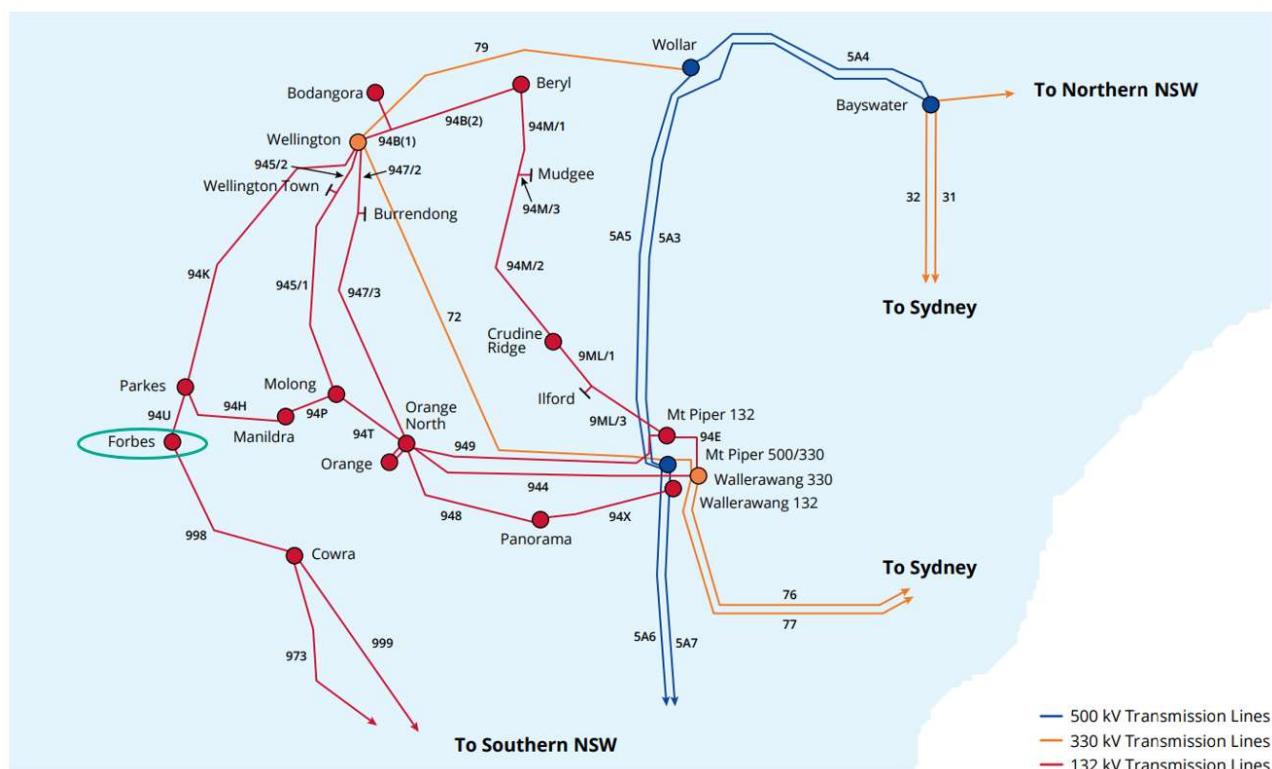 79
Wollar
5A4
Bodangora
Beryl
To Northern NSW
Bayswater
94B(2)
94M/1
Wellington
94B(1)
945/2
947/2
Wellington Town
Mudgee
94M/3
32
31
Burrendong
5A5
5A3
94K
94M/2
945/1
947/3
To Sydney
72
Crudine
Ridge
9ML/1
Parkes
Molong
Ilford
94H
94P
Orange
North
9ML/3
Mt Piper 132
94U
Manildra
94T
94E
Forbes
949
Mt Piper 500/330
Orange
Wallerawang 330
944
Wallerawang 132
948
94X
Panorama
998
Cowra
To Sydney
76
77
999
5A6
5A7
973
To Southern NSW
500 kV Transmission Lines
330 kV Transmission Lines
132 kV Transmission Lines